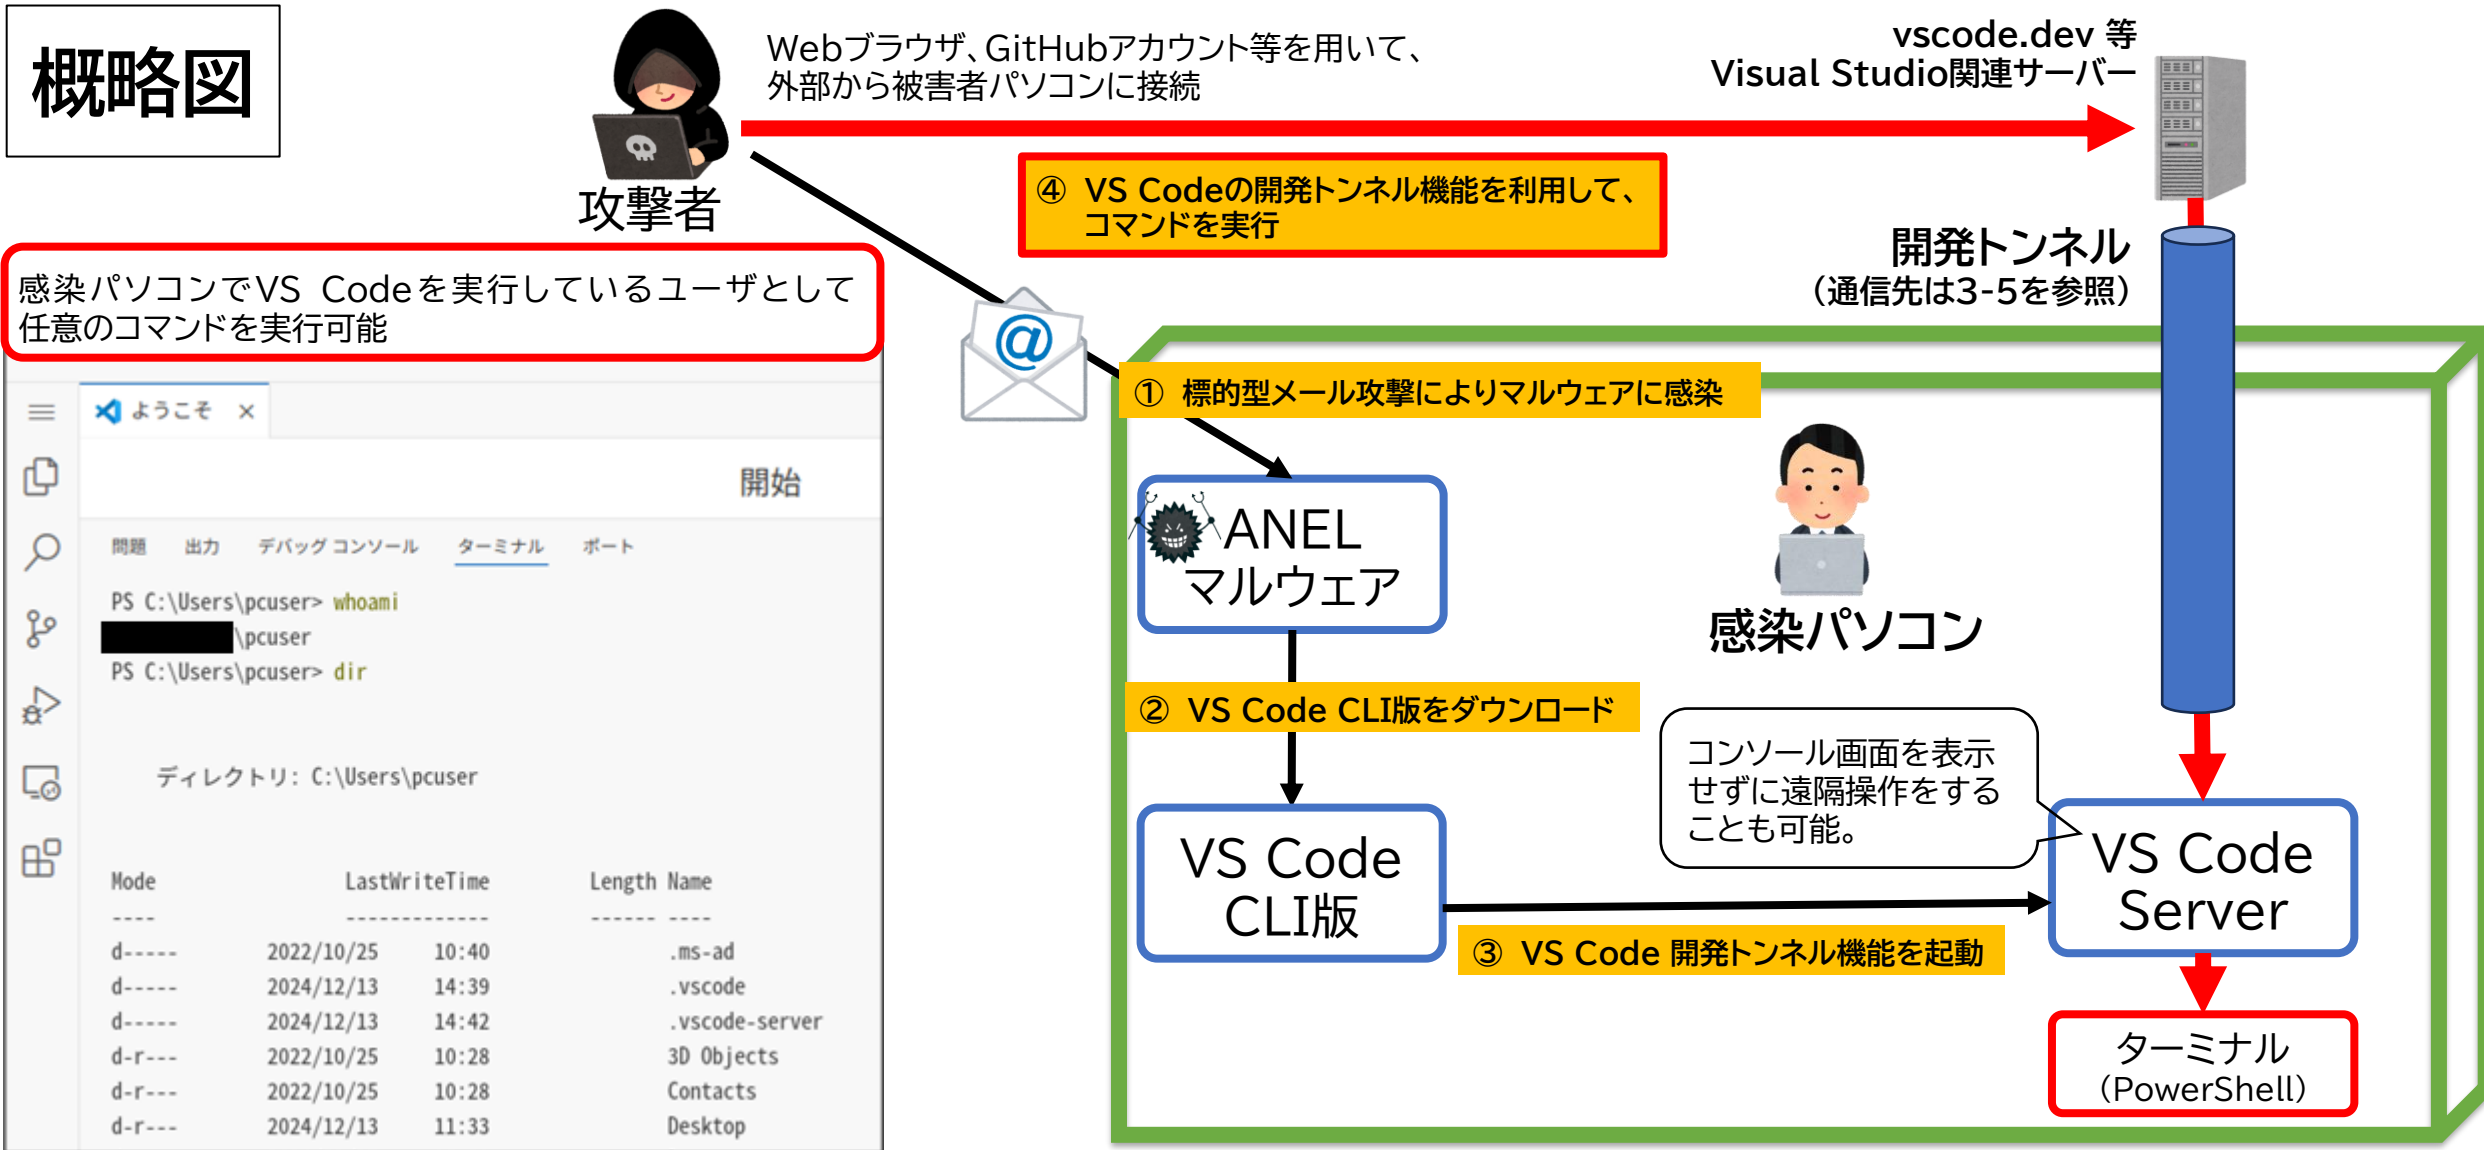 概略図
攻撃者
Webブラウザ、GitHubアカウント等を用いて、
外部から被害者パソコンに接続
vscode.dev 等
Visual Studio関連サーバー
④ VS Codeの開発トンネル機能を利用して、
コマンドを実行
開発トンネル
（通信先は3-5を参照）
感染パソコンでVS Codeを実行しているユーザとして
任意のコマンドを実行可能
@
① 標的型メール攻撃によりマルウェアに感染
ANEL
マルウェア
感染パソコン
② VS Code CLI版をダウンロード
コンソール画面を表示
せずに遠隔操作をする
ことも可能。
VS Code
CLI版
③ VS Code 開発トンネル機能を起動
VS Code
Server
ターミナル
（PowerShell）
ようこそ ×
開始
問題 出力 デバッグ コンソール ターミナル ポート
PS C:\Users\pcuser> whoami
\pcuser
PS C:\Users\pcuser> dir
ディレクトリ: C:\Users\pcuser
Mode LastWriteTime Length Name
---- ------------- ------ ----
d----- 2022/10/25 10:40 .ms-ad
d----- 2024/12/13 14:39 .vscode
d----- 2024/12/13 14:42 .vscode-server
d-r--- 2022/10/25 10:28 3D Objects
d-r--- 2022/10/25 10:28 Contacts
d-r--- 2024/12/13 11:33 Desktop